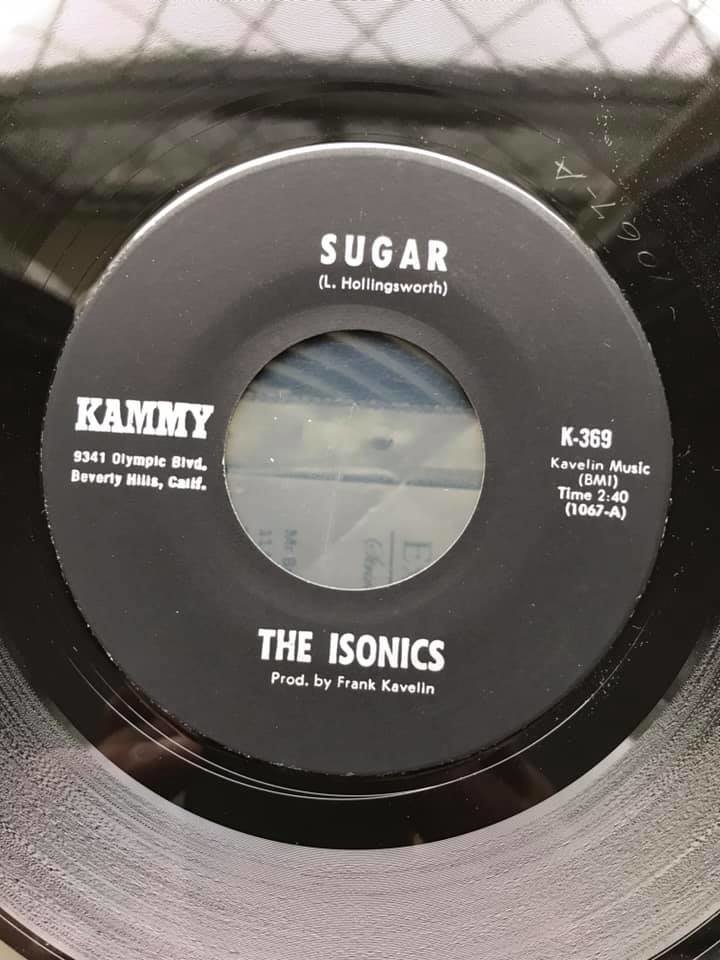 SUGAR
(L. Hollingsworth)
KAMMY
9341 Olympic Blvd.
Beverly Hills, Calif.
K-369
Kavelin Music
(BMI)
Time 2:40
(1067-A)
THE ISONICS
Prod. by Frank Kavelin
1067-A